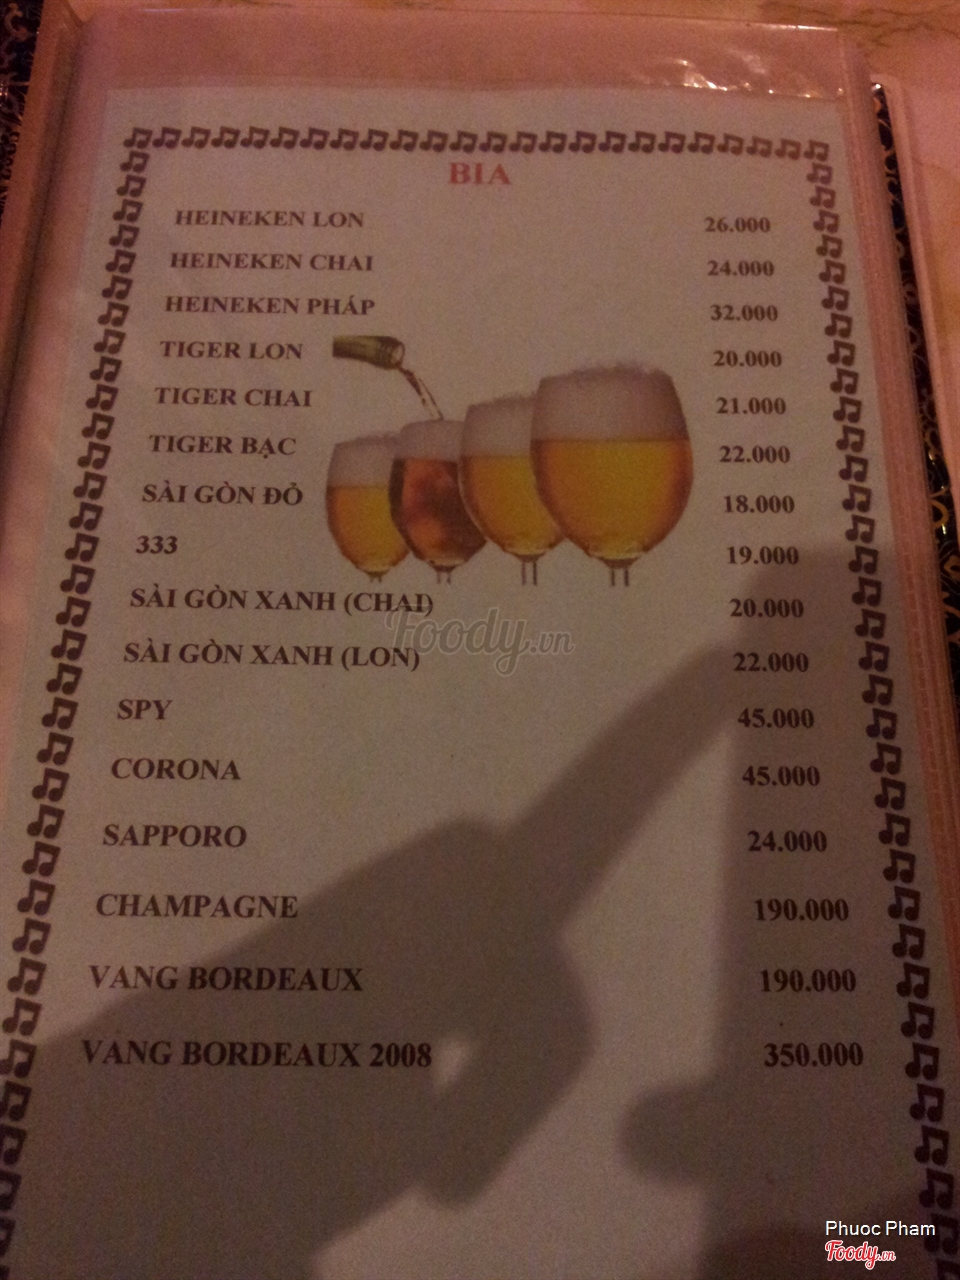 BIA
HEINEKEN LON 26.000
HEINEKEN CHAI 24.000
HEINEKEN PHÁP 32.000
TIGER LON 20.000
TIGER CHAI 21.000
TIGER BẠC 22.000
SÀI GÒN ĐỎ 18.000
333 19.000
SÀI GÒN XANH (CHAI) 20.000
Foody.vn
SÀI GÒN XANH (LON) 22.000
SPY 45.000
CORONA 45.000
SAPPORO 24.000
CHAMPAGNE 190.000
VANG BORDEAUX 190.000
VANG BORDEAUX 2008 350.000
Phuoc Pham
Foody.vn